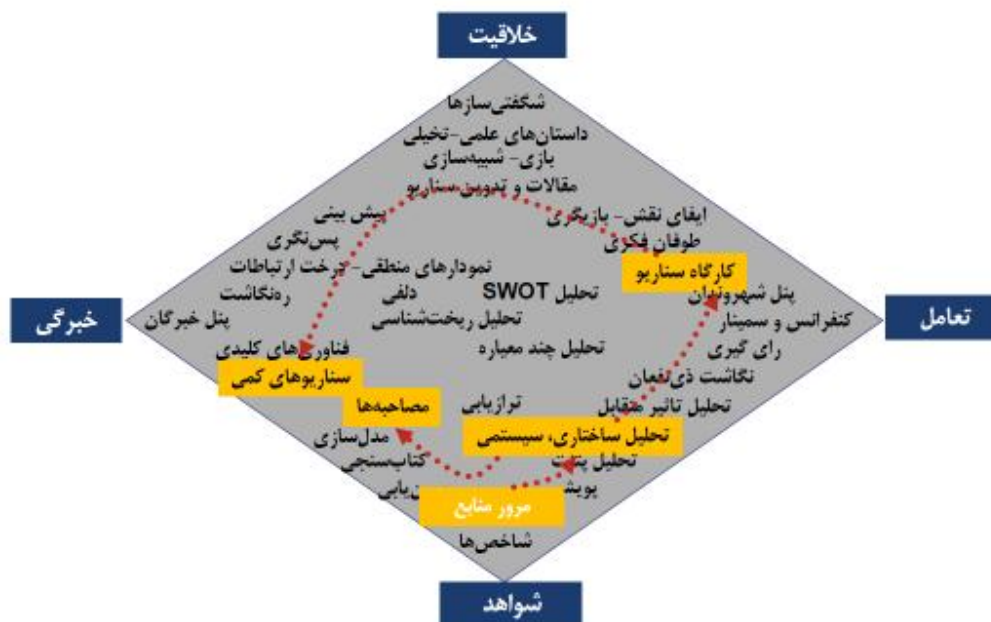 خلاقیت
شگفتی‌سازها
داستان‌های علمی-تخیلی
بازی- شبیه‌سازی
مقالات و تدوین سناریو
ایفای نقش- بازیگری
پیش بینی
طوفان فکری
پس‌نگری
کارگاه سناریو
نمودارهای منطقی- درخت ارتباطات
پنل شهروندان
تحلیل SWOT
دلفی
ره‌نگاشت
تعامل
کنفرانس و سمینار
تحلیل ریخت‌شناسی
پنل خبرگان
خبرگی
رای گیری
تحلیل چند معیاره
فناوری‌های کلیدی
نگاشت ذی‌نفعان
سناریوهای کمی
تحلیل تاثیر متقابل
ترازیابی
مصاحبه‌ها
تحلیل ساختاری، سیستمی
مدل‌سازی
تحلیل پتنت
کتاب‌سنجی
مرور منابع
شاخص‌ها
شواهد